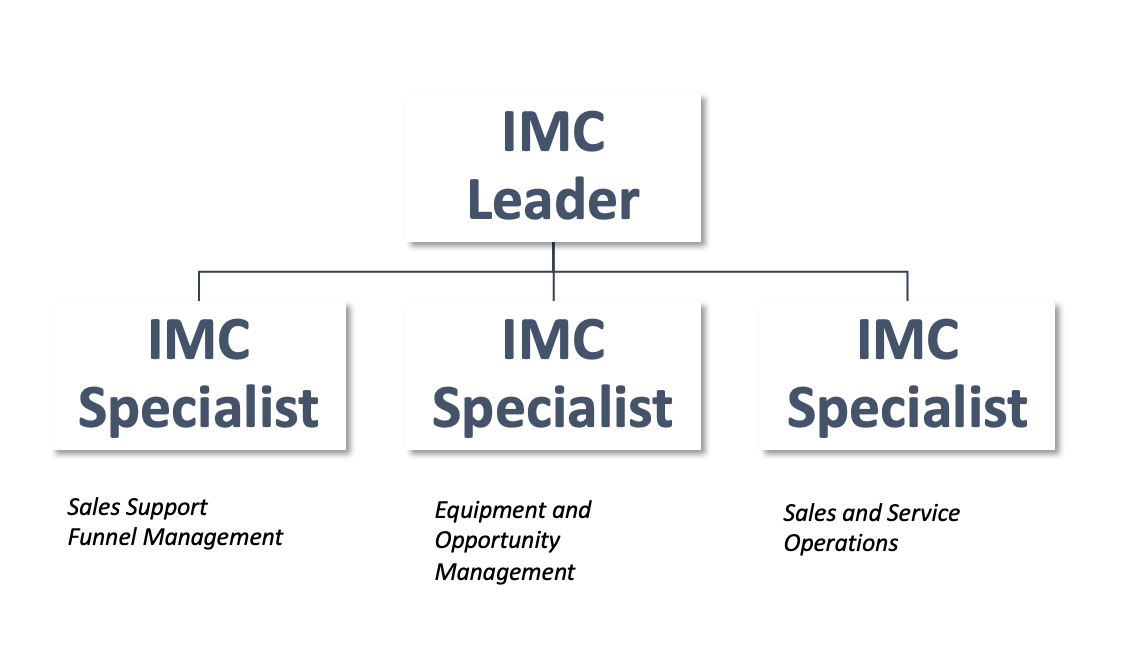 IMC
Leader
IMC
Specialist
IMC
Specialist
IMC
Specialist
Sales Support
Funnel Management
Equipment and
Opportunity
Management
Sales and Service
Operations